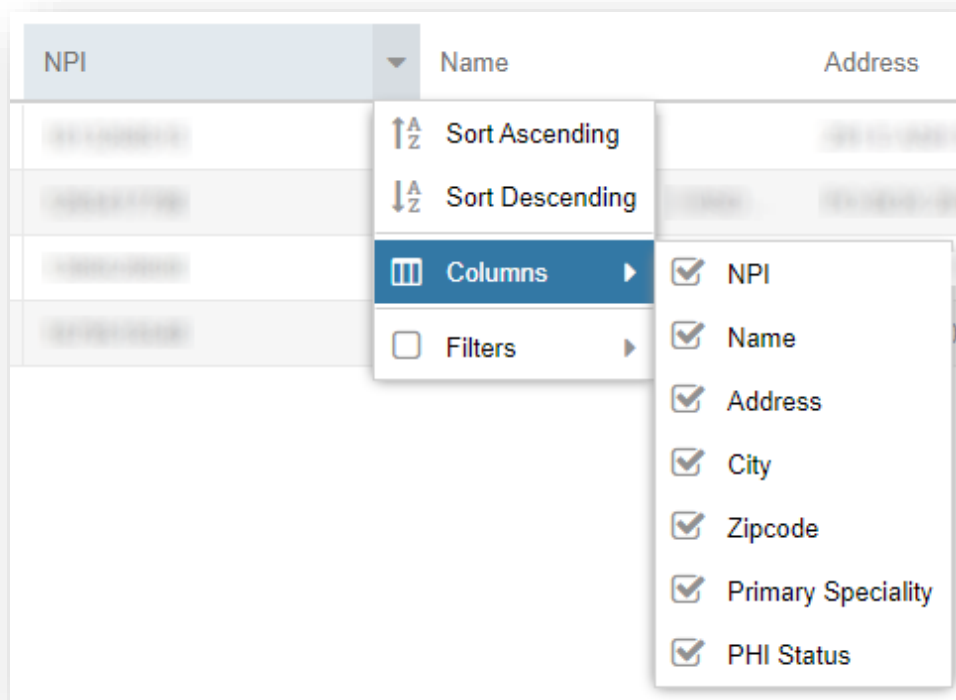 NPI Name Address
Sort Ascending
Sort Descending
Columns
Filters
NPI
Name
Address
City
Zipcode
Primary Speciality
PHI Status